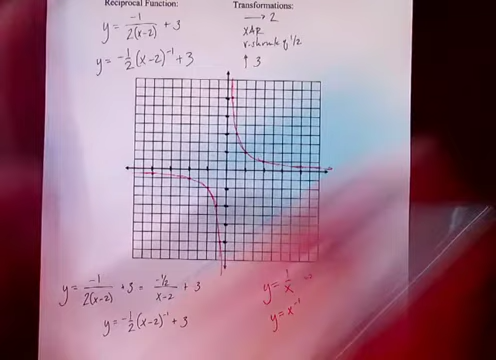 Reciprocal Function:
Transformations:
y = -1/2(x-2) + 3
y = -1/2 (x-2)⁻¹ + 3
→ 2
XAR
v-shrink of 1/2
↑ 3
y = -1/2(x-2) + 3 = -1/2/x-2 + 3
y = -1/2 (x-2)⁻¹ + 3
y = 1/x
y = x⁻¹